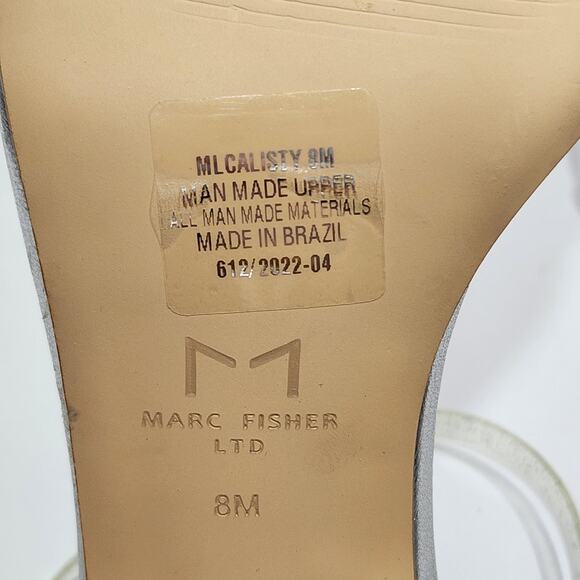 MLCALISTY 8M
MAN MADE UPPER
ALL MAN MADE MATERIALS
MADE IN BRAZIL
612/2022-04
MARC FISHER
LTD
8M